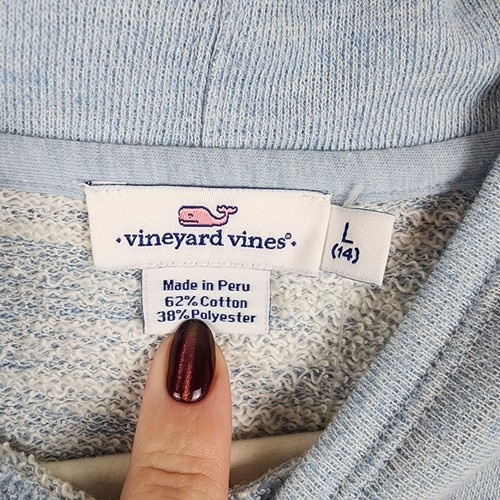 ·vineyard vines®·
L
(14)
Made in Peru
62% Cotton
38% Polyester